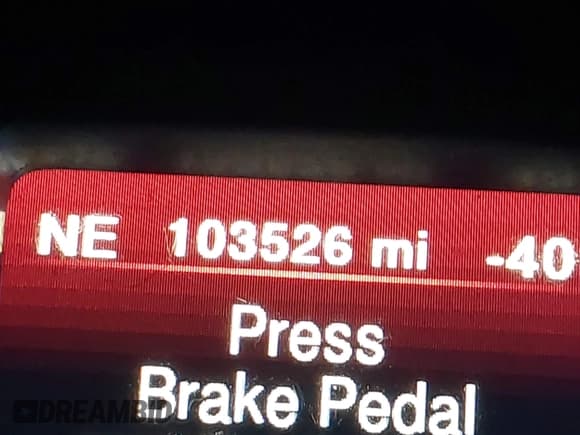 NE 103526 mi -40
Press
Brake Pedal
DREAMBID